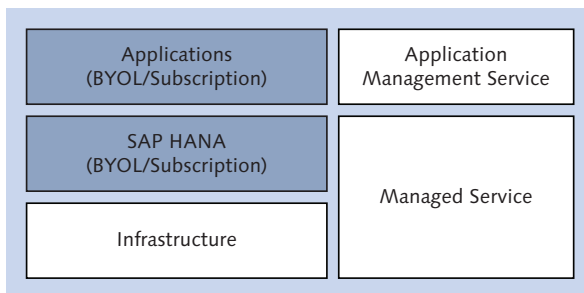 Applications
(BYOL/Subscription)
Application
Management Service
SAP HANA
(BYOL/Subscription)
Managed Service
Infrastructure